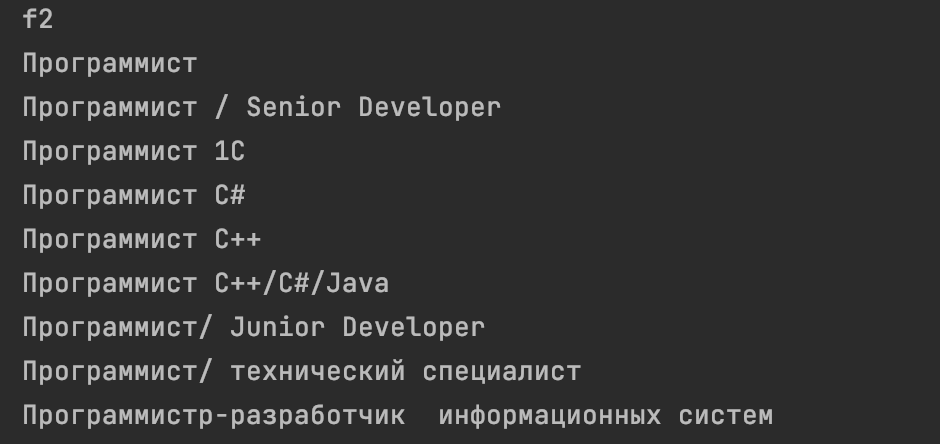 f2
Программист
Программист / Senior Developer
Программист 1С
Программист C#
Программист C++
Программист C++/C#/Java
Программист/ Junior Developer
Программист/ технический специалист
Программистр-разработчик  информационных систем